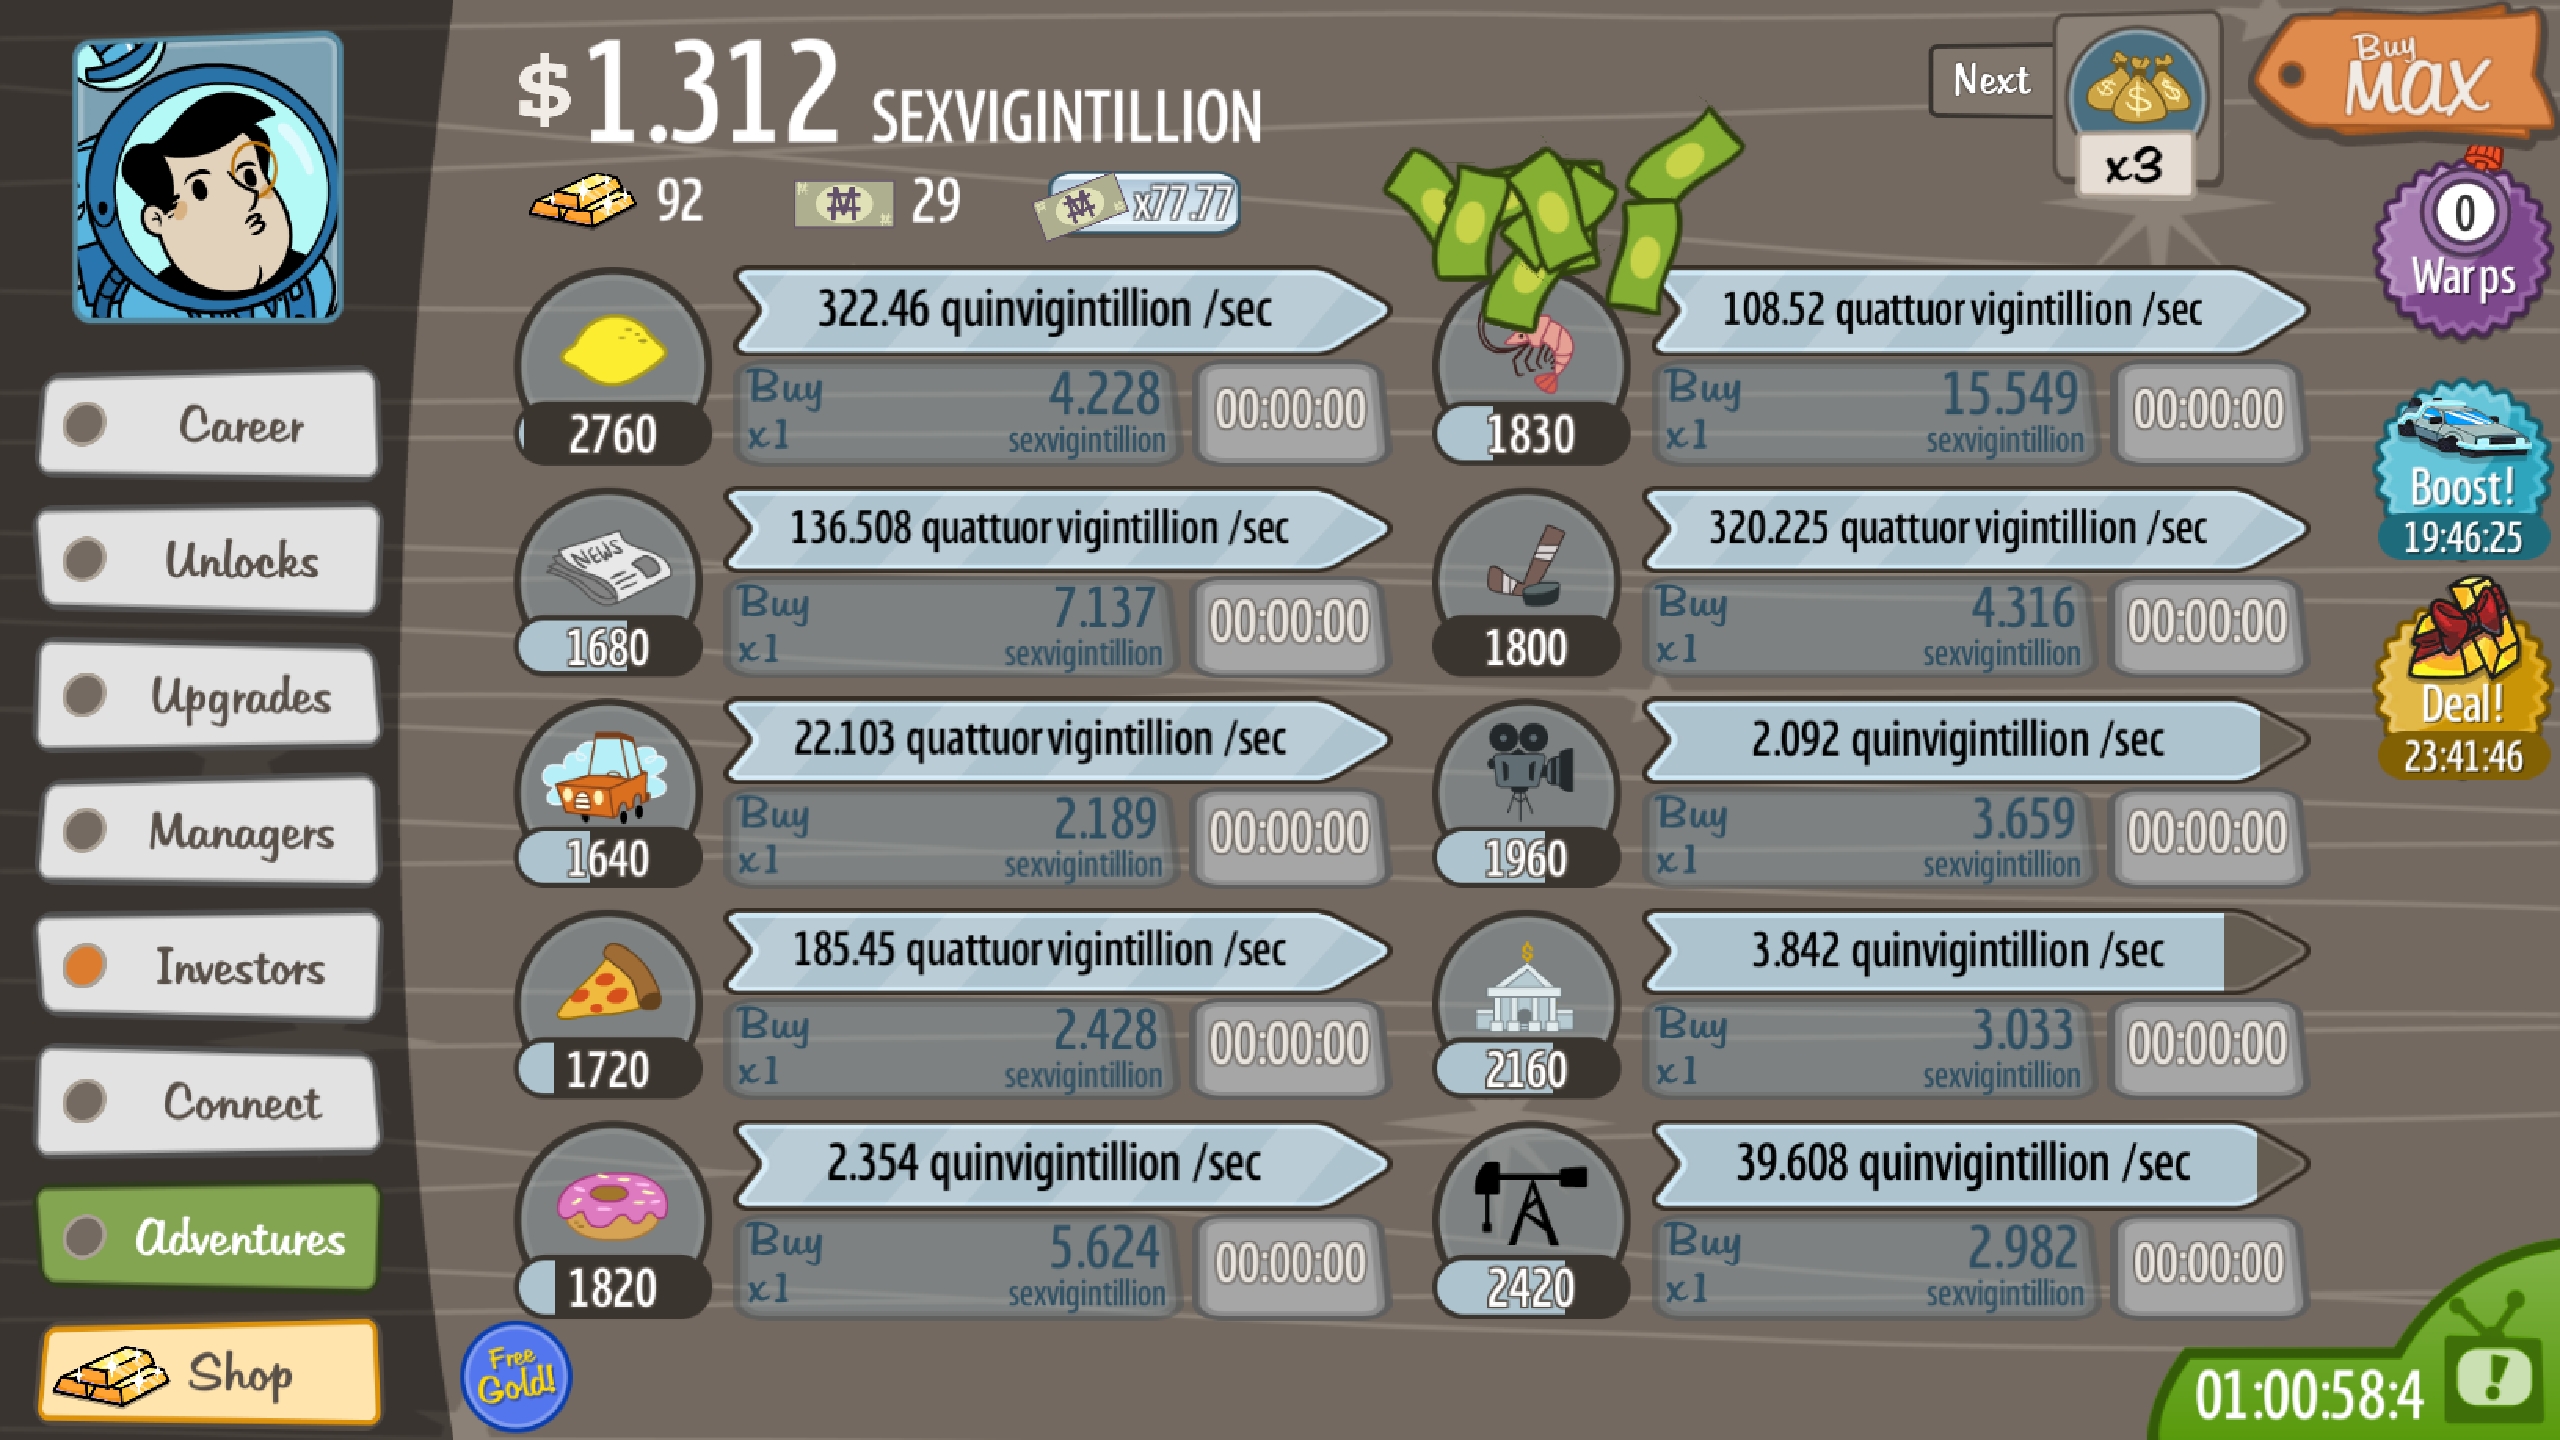 $1.312 SEXVIGINTILLION
92 29 x77.77
Next
x3
Buy
MAX
0
Warps
Boost!
19:46:25
Deal!
23:41:46
Career
Unlocks
Upgrades
Managers
Investors
Connect
Adventures
Shop
322.46 quinvigintillion /sec
Buy 4.228
x1 sexvigintillion
00:00:00
2760
NEWS
136.508 quattuorvigintillion /sec
Buy 7.137
x1 sexvigintillion
00:00:00
1680
22.103 quattuorvigintillion /sec
Buy 2.189
x1 sexvigintillion
00:00:00
1640
185.45 quattuorvigintillion /sec
Buy 2.428
x1 sexvigintillion
00:00:00
1720
2.354 quinvigintillion /sec
Buy 5.624
x1 sexvigintillion
00:00:00
1820
108.52 quattuorvigintillion /sec
Buy 15.549
x1 sexvigintillion
00:00:00
1830
320.225 quattuorvigintillion /sec
Buy 4.316
x1 sexvigintillion
00:00:00
1800
2.092 quinvigintillion /sec
Buy 3.659
x1 sexvigintillion
00:00:00
1960
3.842 quinvigintillion /sec
Buy 3.033
x1 sexvigintillion
00:00:00
2160
39.608 quinvigintillion /sec
Buy 2.982
x1 sexvigintillion
00:00:00
2420
Free
Gold!
01:00:58:4